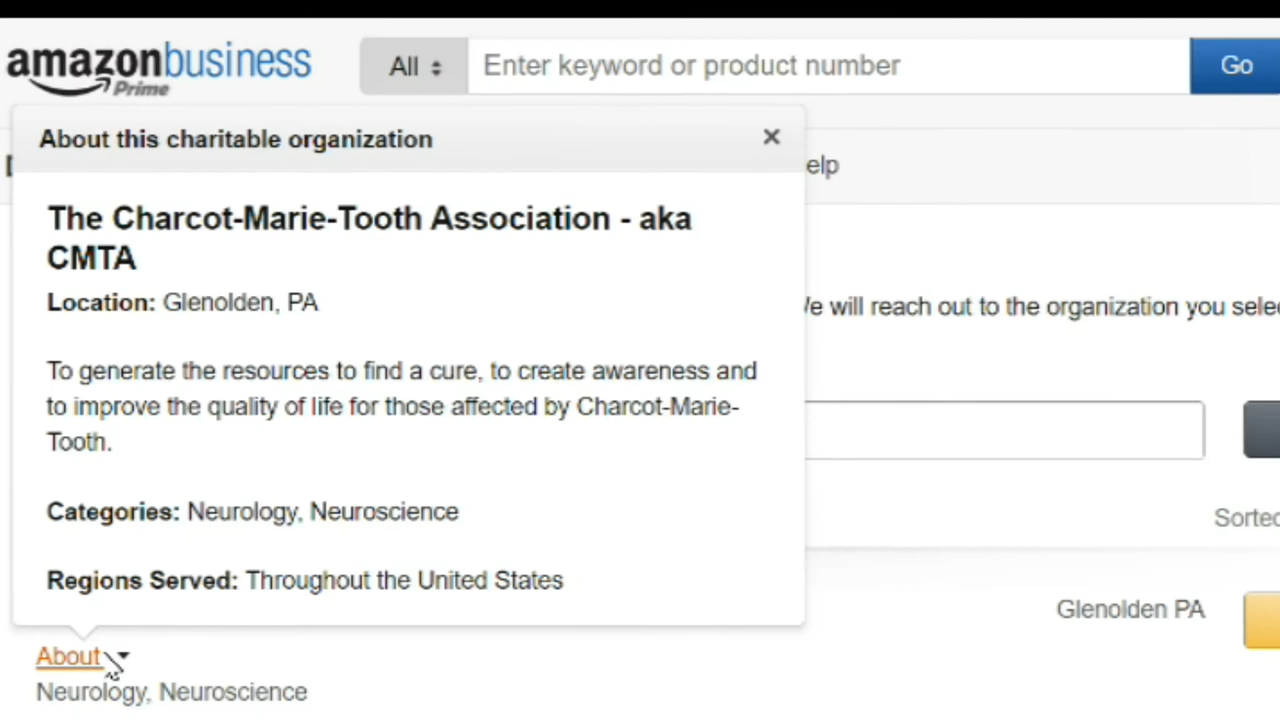 amazonbusiness
Prime
All
Enter keyword or product number
Go
About this charitable organization
elp
The Charcot-Marie-Tooth Association - aka
CMTA
Location: Glenolden, PA
e will reach out to the organization you selec
To generate the resources to find a cure, to create awareness and
to improve the quality of life for those affected by Charcot-Marie-
Tooth.
Categories: Neurology, Neuroscience
Sorted
Regions Served: Throughout the United States
Glenolden PA
About
Neurology, Neuroscience